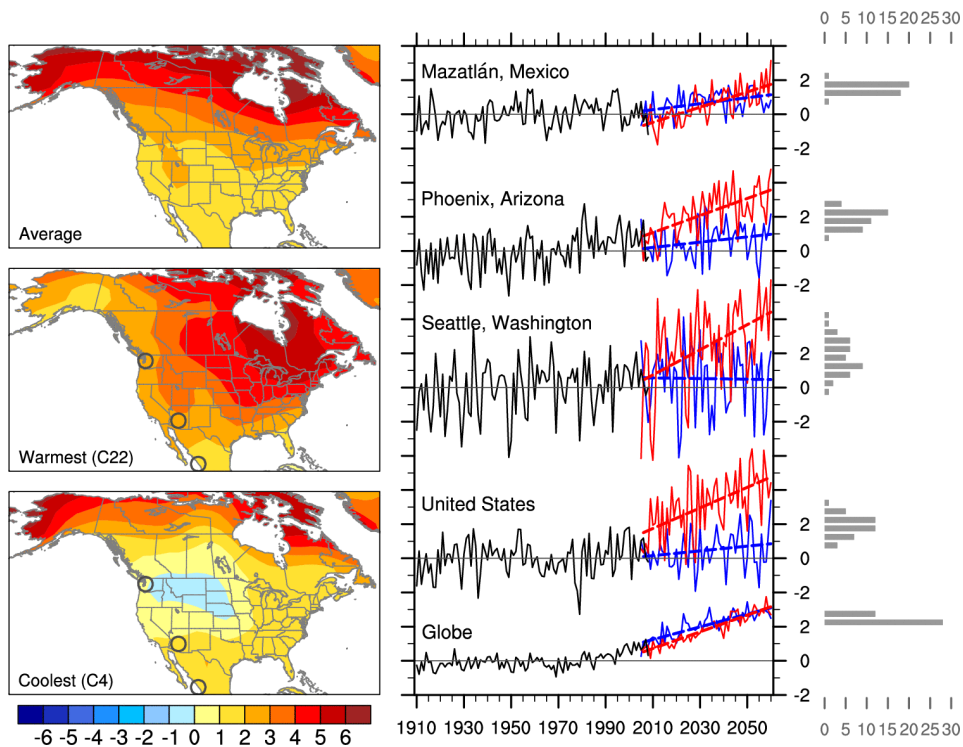 0 5 10 15 20 25 30
Average
Warmest (C22)
Coolest (C4)
-6 -5 -4 -3 -2 -1 0 1 2 3 4 5 6
Mazatlán, Mexico
2
0
-2
Phoenix, Arizona
2
0
-2
Seattle, Washington
2
0
-2
United States
2
0
-2
Globe
2
0
-2
1910 1930 1950 1970 1990 2010 2030 2050
0 5 10 15 20 25 30